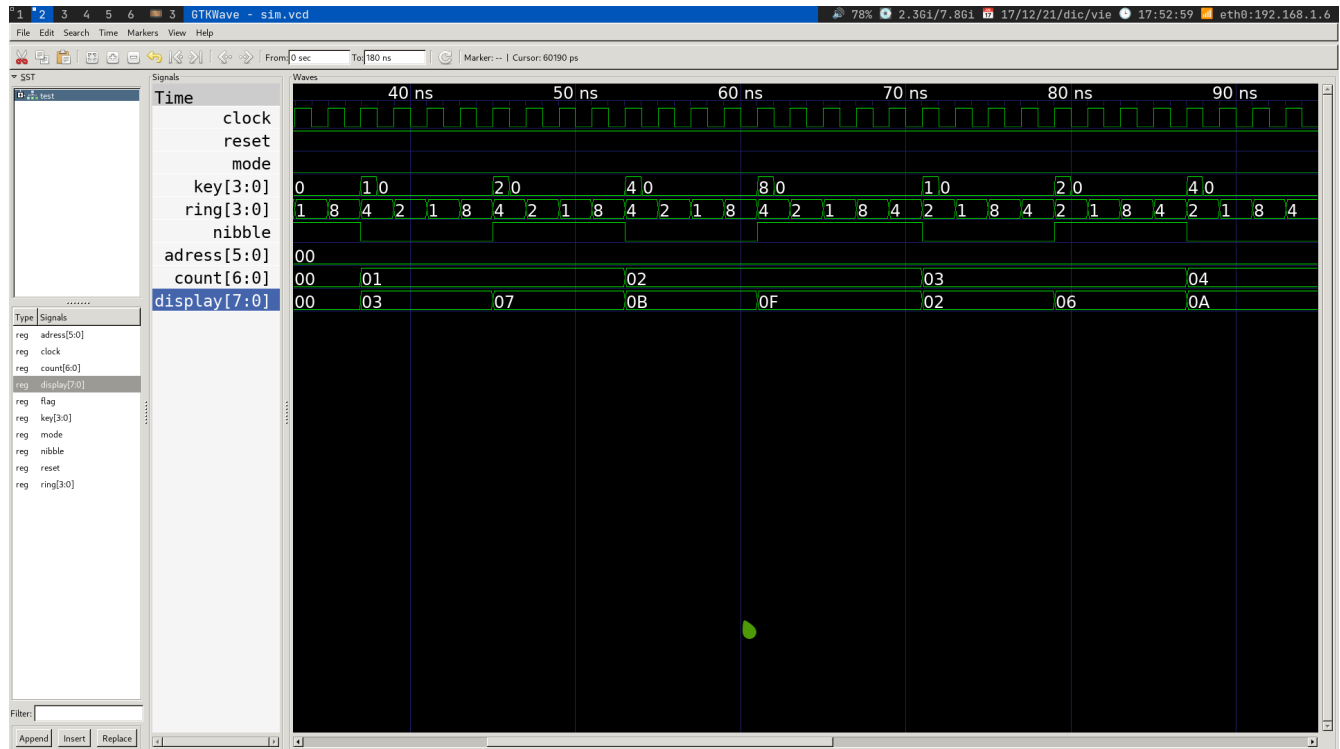 1 2 3 4 5 6 3 GTKWave - sim.vcd 78% 2.3Gi/7.8Gi 17/12/21/dic/vie 17:52:59 eth0:192.168.1.6
File Edit Search Time Markers View Help
From: 0 sec To: 180 ns Marker: -- | Cursor: 60190 ps
SST
test
Type Signals
reg adress[5:0]
reg clock
reg count[6:0]
reg display[7:0]
reg flag
reg key[3:0]
reg mode
reg nibble
reg reset
reg ring[3:0]
Filter:
Append Insert Replace
Signals
Time
clock
reset
mode
key[3:0]
ring[3:0]
nibble
adress[5:0]
count[6:0]
display[7:0]
Waves
40 ns 50 ns 60 ns 70 ns 80 ns 90 ns
0 1 0 2 0 4 0 8 0 1 0 2 0 4 0
1 8 4 2 1 8 4 2 1 8 4 2 1 8 4 2 1 8 4 2 1 8 4 2 1 8 4 2 1 8 4
00
00 01 02 03 04
00 03 07 0B 0F 02 06 0A